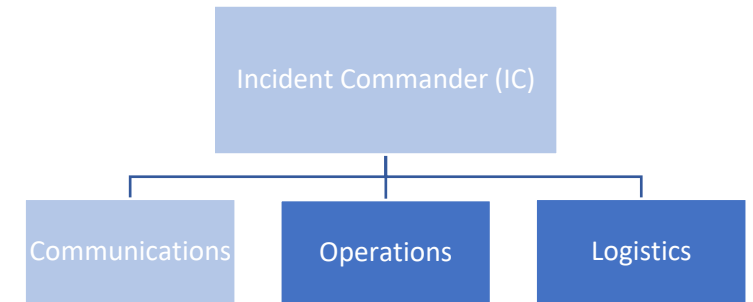 Incident Commander (IC)
Communications
Operations
Logistics